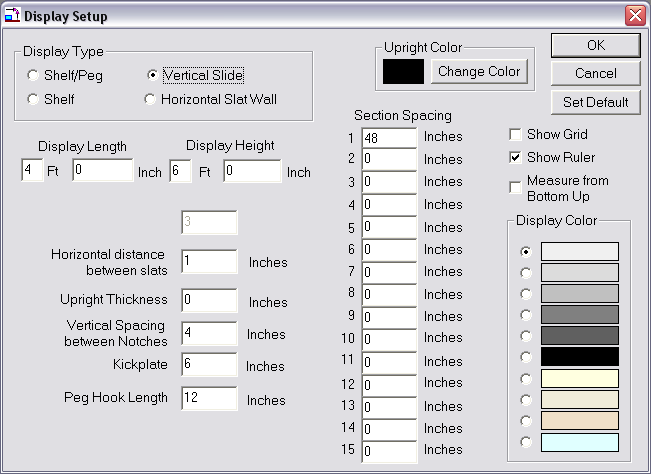 Display Setup
Display Type
Shelf/Peg
Vertical Slide
Shelf
Horizontal Slat Wall
Upright Color
Change Color
OK
Cancel
Set Default
Display Length
4 Ft 0 Inch
Display Height
6 Ft 0 Inch
3
Horizontal distance
between slats
1 Inches
Upright Thickness 0 Inches
Vertical Spacing
between Notches
4 Inches
Kickplate 6 Inches
Peg Hook Length 12 Inches
Section Spacing
1 48 Inches
2 0 Inches
3 0 Inches
4 0 Inches
5 0 Inches
6 0 Inches
7 0 Inches
8 0 Inches
9 0 Inches
10 0 Inches
11 0 Inches
12 0 Inches
13 0 Inches
14 0 Inches
15 0 Inches
Show Grid
Show Ruler
Measure from
Bottom Up
Display Color